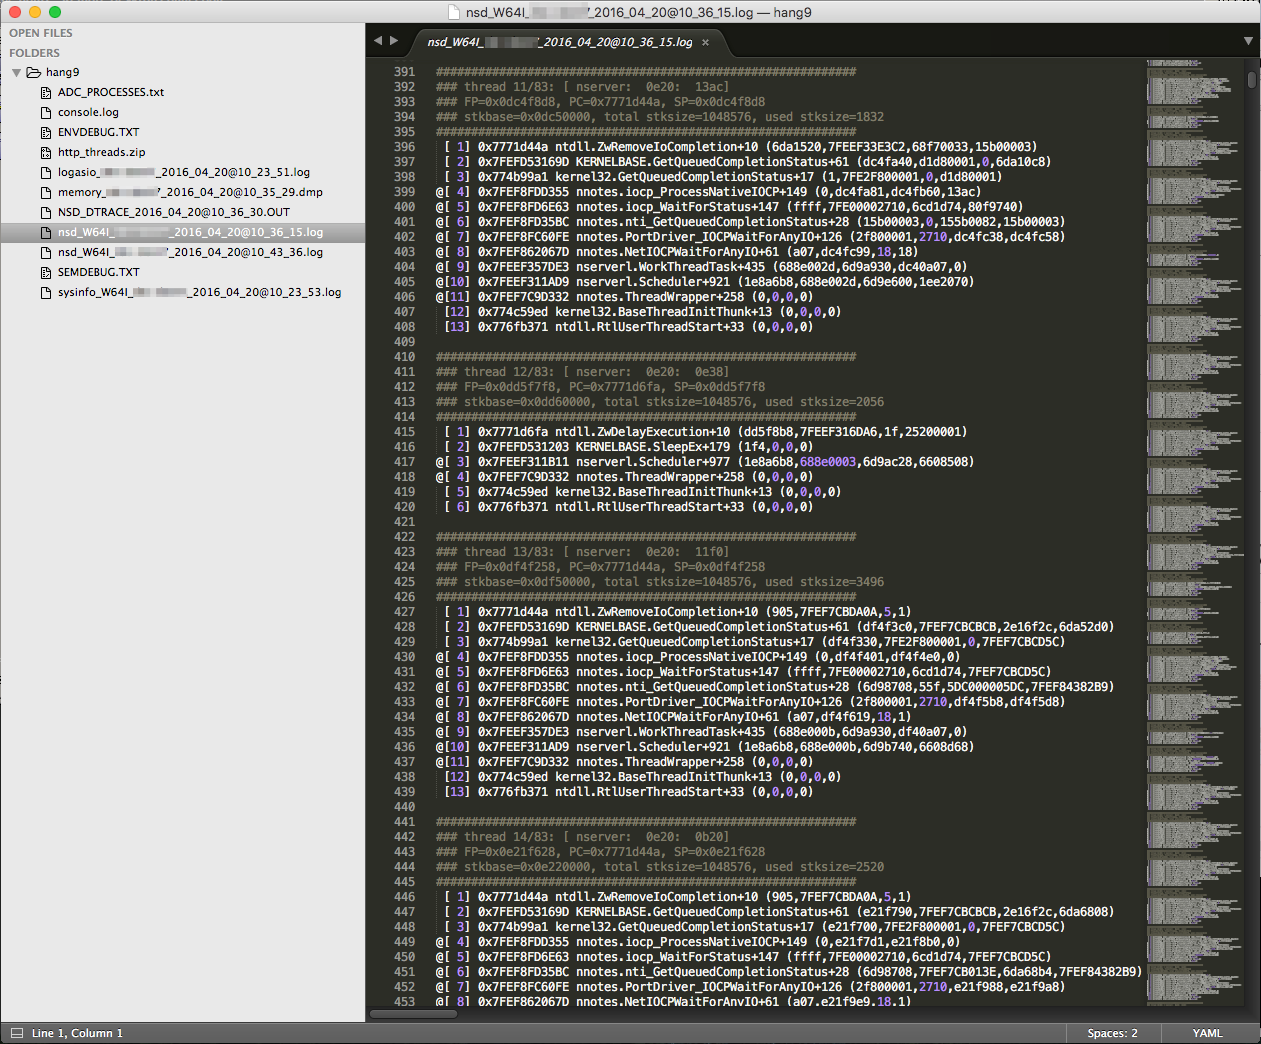 nsd_W64I_ 7_2016_04_20@10_36_15.log — hang9
OPEN FILES
FOLDERS
hang9
ADC_PROCESSES.txt
console.log
ENVDEBUG.TXT
http_threads.zip
logasio_ _2016_04_20@10_23_51.log
memory_ 7_2016_04_20@10_35_29.dmp
NSD_DTRACE_2016_04_20@10_36_30.OUT
nsd_W64I_ _2016_04_20@10_36_15.log
nsd_W64I_ _2016_04_20@10_43_36.log
SEMDEBUG.TXT
sysinfo_W64I_ _2016_04_20@10_23_53.log
nsd_W64I_ 7_2016_04_20@10_36_15.log ×
391 ############################################################
392 ### thread 11/83: [ nserver:  0e20:  13ac]
393 ### FP=0x0dc4f8d8, PC=0x7771d44a, SP=0x0dc4f8d8
394 ### stkbase=0x0dc50000, total stksize=1048576, used stksize=1832
395 ############################################################
396 [ 1] 0x7771d44a ntdll.ZwRemoveIoCompletion+10 (6da1520,7FEEF33E3C2,68f70033,15b00003)
397 [ 2] 0x7FEFD53169D KERNELBASE.GetQueuedCompletionStatus+61 (dc4fa40,d1d80001,0,6da10c8)
398 [ 3] 0x774b99a1 kernel32.GetQueuedCompletionStatus+17 (1,7FE2F800001,0,d1d80001)
399 @[ 4] 0x7FEF8FDD355 nnotes.iocp_ProcessNativeIOCP+149 (0,dc4fa81,dc4fb60,13ac)
400 @[ 5] 0x7FEF8FD6E63 nnotes.iocp_WaitForStatus+147 (ffff,7FE00002710,6cd1d74,80f9740)
401 @[ 6] 0x7FEF8FD35BC nnotes.nti_GetQueuedCompletionStatus+28 (15b00003,0,155b0082,15b00003)
402 @[ 7] 0x7FEF8FC60FE nnotes.PortDriver_IOCPWaitForAnyIO+126 (2f800001,2710,dc4fc38,dc4fc58)
403 @[ 8] 0x7FEF862067D nnotes.NetIOCPWaitForAnyIO+61 (a07,dc4fc99,18,18)
404 @[ 9] 0x7FEEF357DE3 nserverl.WorkThreadTask+435 (688e002d,6d9a930,dc40a07,0)
405 @[10] 0x7FEEF311AD9 nserverl.Scheduler+921 (1e8a6b8,688e002d,6d9e600,1ee2070)
406 @[11] 0x7FEF7C9D332 nnotes.ThreadWrapper+258 (0,0,0,0)
407 [12] 0x774c59ed kernel32.BaseThreadInitThunk+13 (0,0,0,0)
408 [13] 0x776fb371 ntdll.RtlUserThreadStart+33 (0,0,0,0)
409
410 ############################################################
411 ### thread 12/83: [ nserver:  0e20:  0e38]
412 ### FP=0x0dd5f7f8, PC=0x7771d6fa, SP=0x0dd5f7f8
413 ### stkbase=0x0dd60000, total stksize=1048576, used stksize=2056
414 ############################################################
415 [ 1] 0x7771d6fa ntdll.ZwDelayExecution+10 (dd5f8b8,7FEEF316DA6,1f,25200001)
416 [ 2] 0x7FEFD531203 KERNELBASE.SleepEx+179 (1f4,0,0,0)
417 @[ 3] 0x7FEEF311B11 nserverl.Scheduler+977 (1e8a6b8,688e0003,6d9ac28,6608508)
418 @[ 4] 0x7FEF7C9D332 nnotes.ThreadWrapper+258 (0,0,0,0)
419 [ 5] 0x774c59ed kernel32.BaseThreadInitThunk+13 (0,0,0,0)
420 [ 6] 0x776fb371 ntdll.RtlUserThreadStart+33 (0,0,0,0)
421
422 ############################################################
423 ### thread 13/83: [ nserver:  0e20:  11f0]
424 ### FP=0x0df4f258, PC=0x7771d44a, SP=0x0df4f258
425 ### stkbase=0x0df50000, total stksize=1048576, used stksize=3496
426 ############################################################
427 [ 1] 0x7771d44a ntdll.ZwRemoveIoCompletion+10 (905,7FEF7CBDA0A,5,1)
428 [ 2] 0x7FEFD53169D KERNELBASE.GetQueuedCompletionStatus+61 (df4f3c0,7FEF7CBCBCB,2e16f2c,6da52d0)
429 [ 3] 0x774b99a1 kernel32.GetQueuedCompletionStatus+17 (df4f330,7FE2F800001,0,7FEF7CBCD5C)
430 @[ 4] 0x7FEF8FDD355 nnotes.iocp_ProcessNativeIOCP+149 (0,df4f401,df4f4e0,0)
431 @[ 5] 0x7FEF8FD6E63 nnotes.iocp_WaitForStatus+147 (ffff,7FE00002710,6cd1d74,7FEF7CBCD5C)
432 @[ 6] 0x7FEF8FD35BC nnotes.nti_GetQueuedCompletionStatus+28 (6d98708,55f,5DC000005DC,7FEF84382B9)
433 @[ 7] 0x7FEF8FC60FE nnotes.PortDriver_IOCPWaitForAnyIO+126 (2f800001,2710,df4f5b8,df4f5d8)
434 @[ 8] 0x7FEF862067D nnotes.NetIOCPWaitForAnyIO+61 (a07,df4f619,18,1)
435 @[ 9] 0x7FEEF357DE3 nserverl.WorkThreadTask+435 (688e000b,6d9a930,df40a07,0)
436 @[10] 0x7FEEF311AD9 nserverl.Scheduler+921 (1e8a6b8,688e000b,6d9b740,6608d68)
437 @[11] 0x7FEF7C9D332 nnotes.ThreadWrapper+258 (0,0,0,0)
438 [12] 0x774c59ed kernel32.BaseThreadInitThunk+13 (0,0,0,0)
439 [13] 0x776fb371 ntdll.RtlUserThreadStart+33 (0,0,0,0)
440
441 ############################################################
442 ### thread 14/83: [ nserver:  0e20:  0b20]
443 ### FP=0x0e21f628, PC=0x7771d44a, SP=0x0e21f628
444 ### stkbase=0x0e220000, total stksize=1048576, used stksize=2520
445 ############################################################
446 [ 1] 0x7771d44a ntdll.ZwRemoveIoCompletion+10 (905,7FEF7CBDA0A,5,1)
447 [ 2] 0x7FEFD53169D KERNELBASE.GetQueuedCompletionStatus+61 (e21f790,7FEF7CBCBCB,2e16f2c,6da6808)
448 [ 3] 0x774b99a1 kernel32.GetQueuedCompletionStatus+17 (e21f700,7FE2F800001,0,7FEF7CBCD5C)
449 @[ 4] 0x7FEF8FDD355 nnotes.iocp_ProcessNativeIOCP+149 (0,e21f7d1,e21f8b0,0)
450 @[ 5] 0x7FEF8FD6E63 nnotes.iocp_WaitForStatus+147 (ffff,7FE00002710,6cd1d74,7FEF7CBCD5C)
451 @[ 6] 0x7FEF8FD35BC nnotes.nti_GetQueuedCompletionStatus+28 (6d98708,7FEF7CB013E,6da68b4,7FEF84382B9)
452 @[ 7] 0x7FEF8FC60FE nnotes.PortDriver_IOCPWaitForAnyIO+126 (2f800001,2710,e21f988,e21f9a8)
453 @[ 8] 0x7FEF862067D nnotes.NetIOCPWaitForAnyIO+61 (a07,e21f9e9,18,1)
Line 1, Column 1
Spaces: 2
YAML